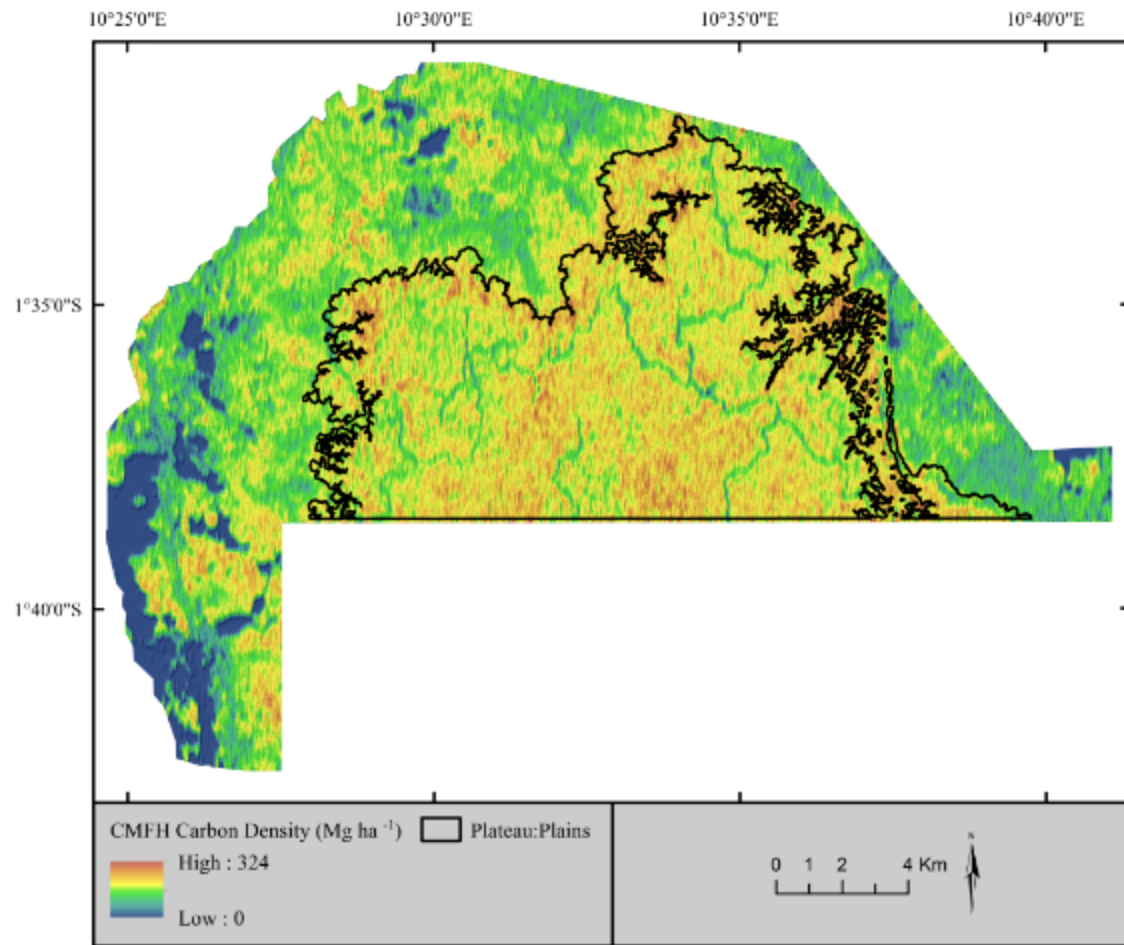 10°25'0"E 10°30'0"E 10°35'0"E 10°40'0"E
1°35'0"S
1°40'0"S
CMFH Carbon Density (Mg ha -1) Plateau:Plains
High : 324
Low : 0
0 1 2 4 Km
N